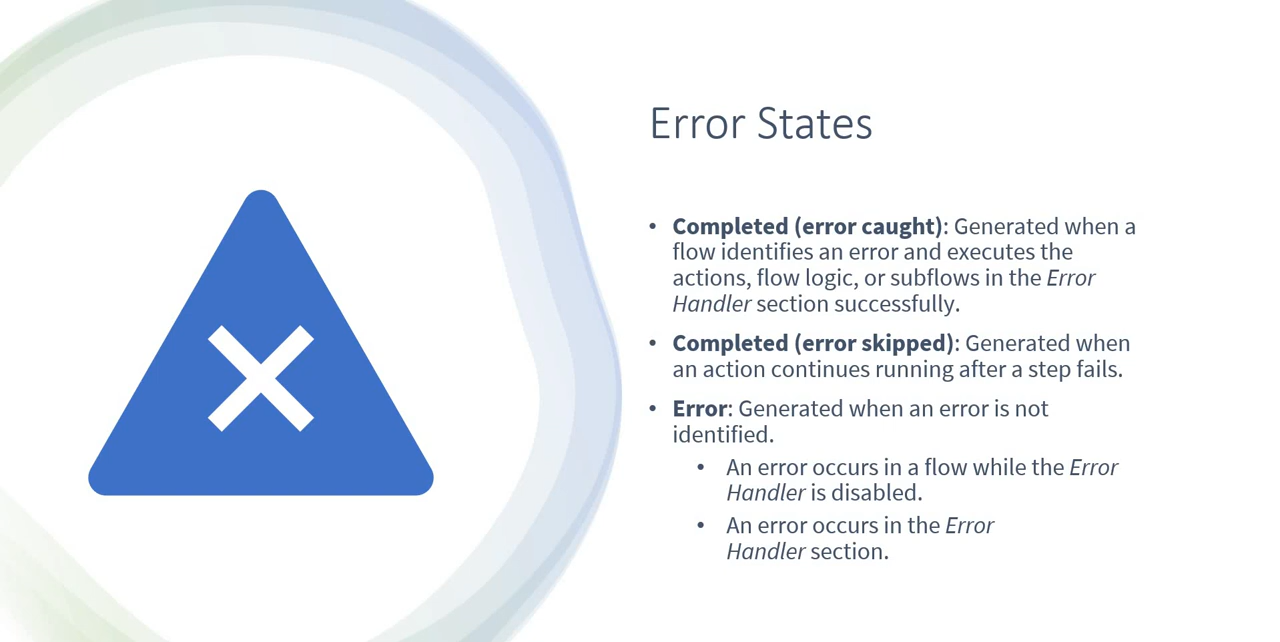 Error States
• Completed (error caught): Generated when a
flow identifies an error and executes the
actions, flow logic, or subflows in the Error
Handler section successfully.
• Completed (error skipped): Generated when
an action continues running after a step fails.
• Error: Generated when an error is not
identified.
• An error occurs in a flow while the Error
Handler is disabled.
• An error occurs in the Error
Handler section.